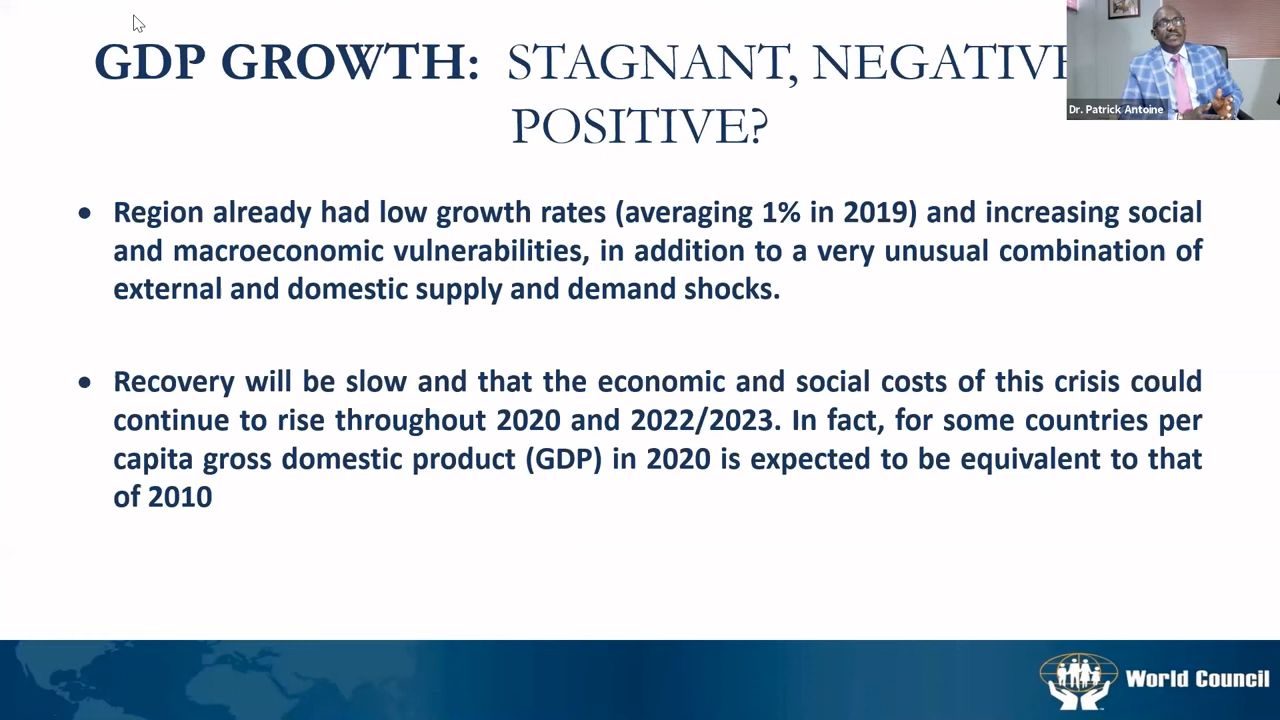 GDP GROWTH: STAGNANT, NEGATIVE
POSITIVE?
Dr. Patrick Antoine
• Region already had low growth rates (averaging 1% in 2019) and increasing social
and macroeconomic vulnerabilities, in addition to a very unusual combination of
external and domestic supply and demand shocks.
• Recovery will be slow and that the economic and social costs of this crisis could
continue to rise throughout 2020 and 2022/2023. In fact, for some countries per
capita gross domestic product (GDP) in 2020 is expected to be equivalent to that
of 2010
World Council